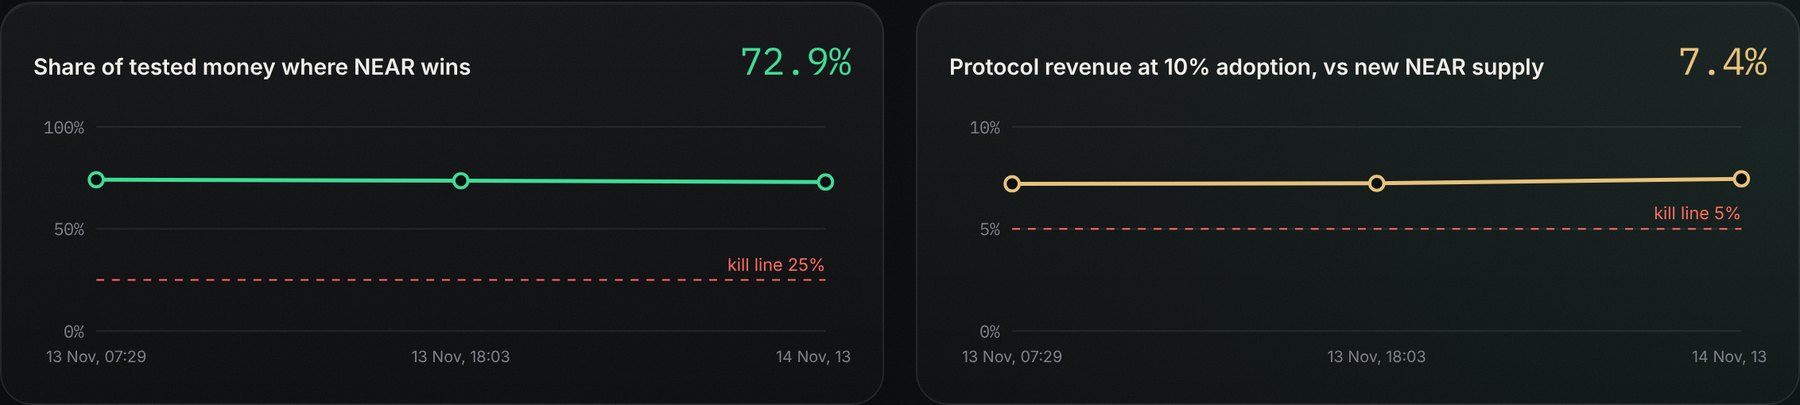 Share of tested money where NEAR wins
72.9%
100%
50%
kill line 25%
0%
13 Nov, 07:29
13 Nov, 18:03
14 Nov, 13
Protocol revenue at 10% adoption, vs new NEAR supply
7.4%
10%
kill line 5%
5%
0%
13 Nov, 07:29
13 Nov, 18:03
14 Nov, 13